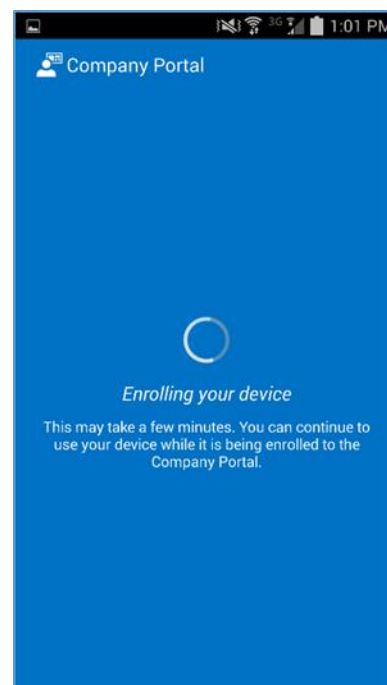 3G 1:01 PM
Company Portal
Enrolling your device
This may take a few minutes. You can continue to
use your device while it is being enrolled to the
Company Portal.